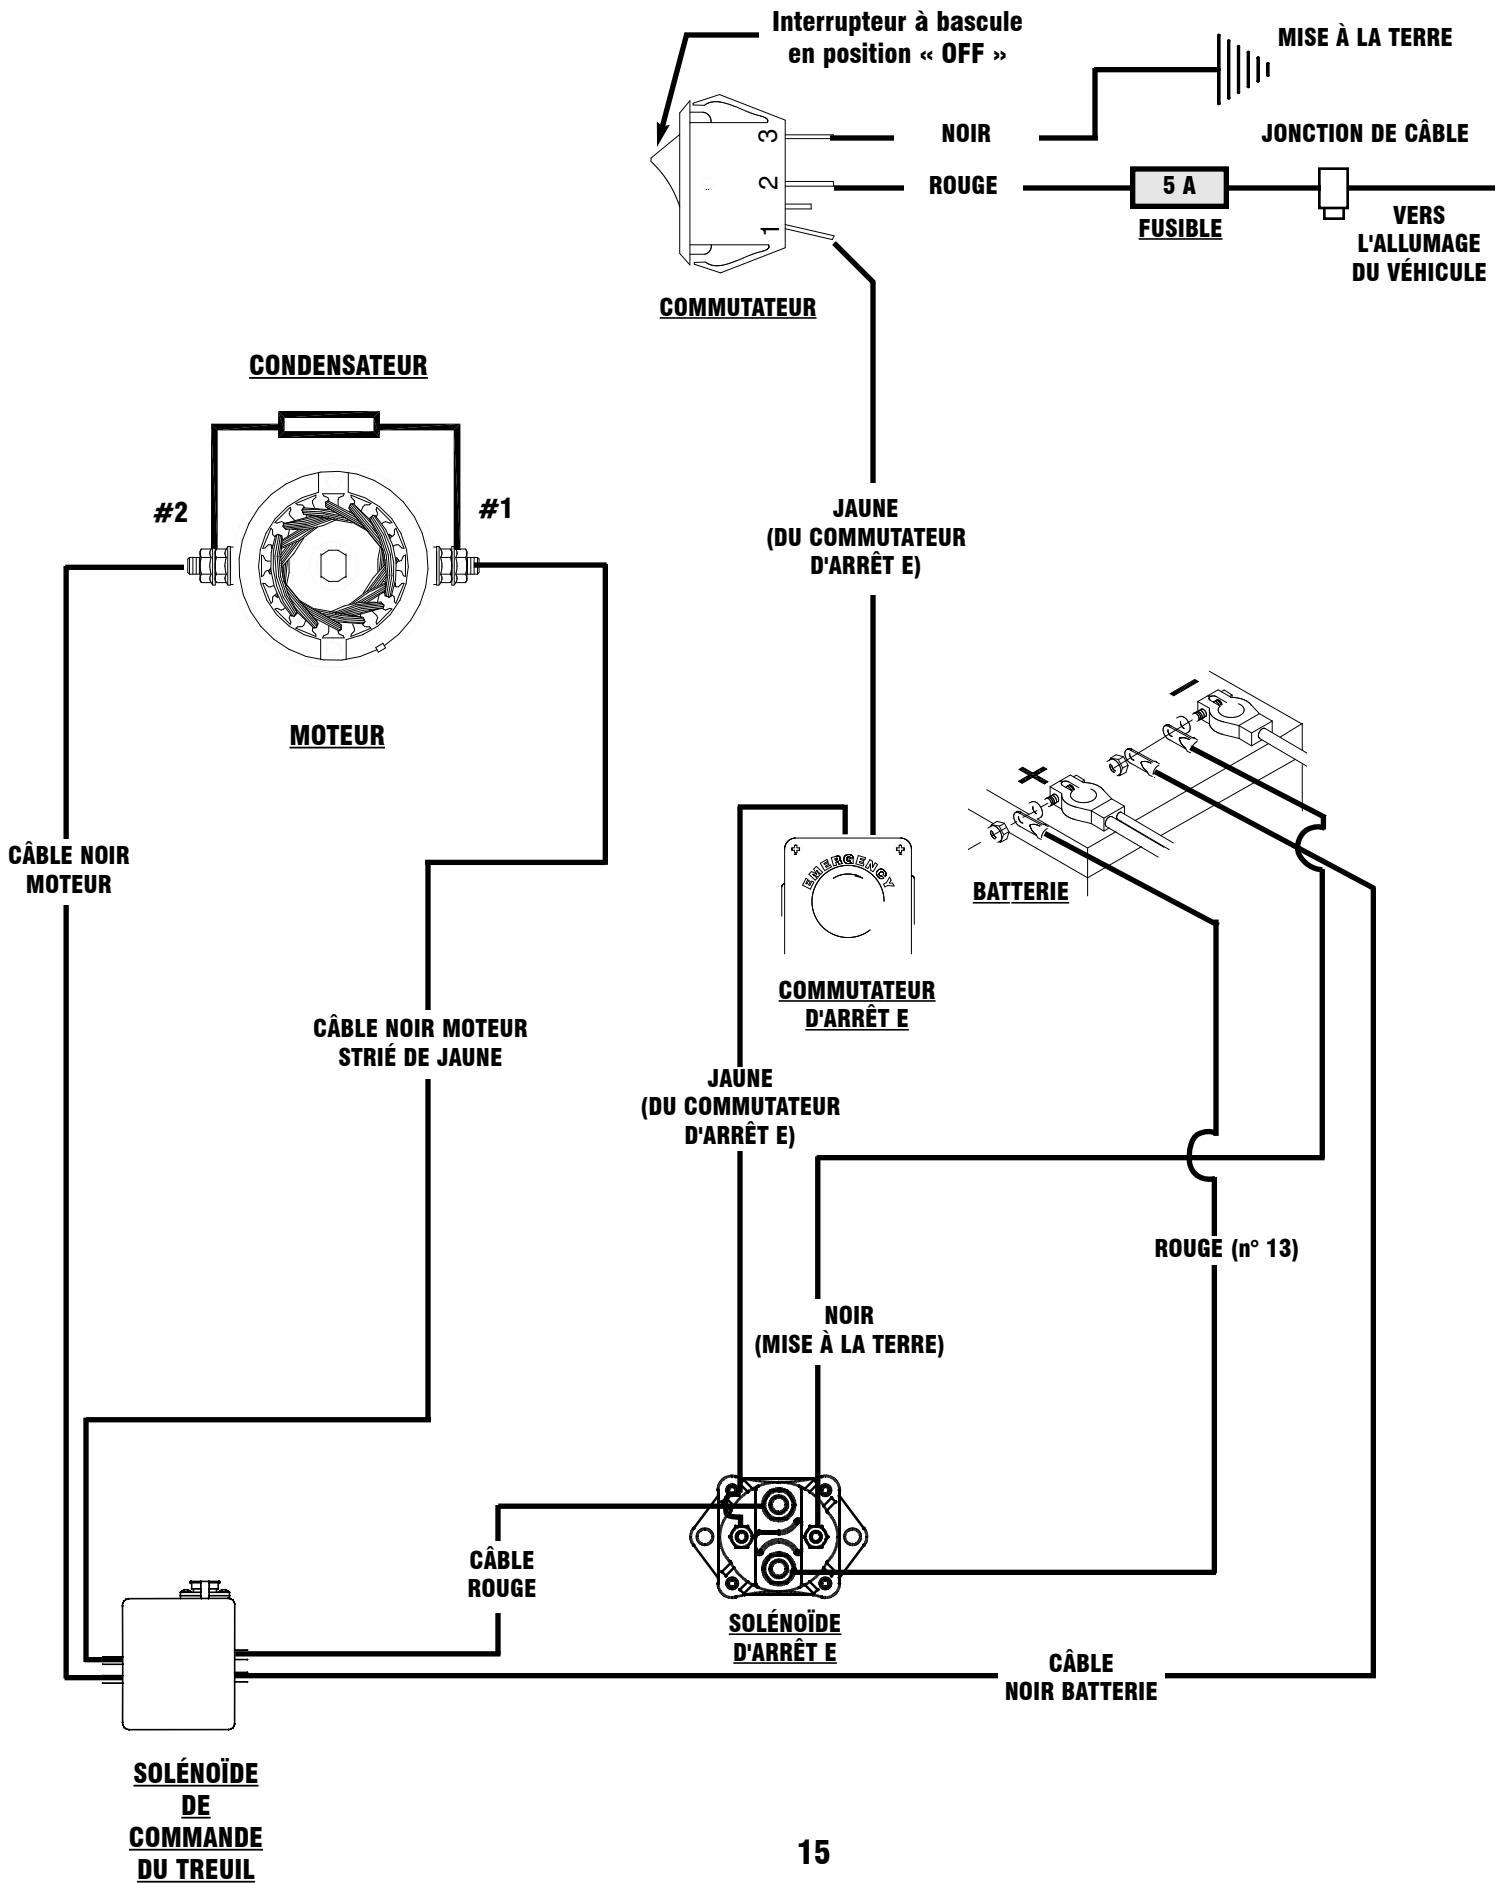 Interrupteur à bascule
en position « OFF »
MISE À LA TERRE
3
NOIR
JONCTION DE CÂBLE
2
ROUGE
5 A
FUSIBLE
VERS
L'ALLUMAGE
DU VÉHICULE
1
COMMUTATEUR
CONDENSATEUR
#2
#1
JAUNE
(DU COMMUTATEUR
D'ARRÊT E)
MOTEUR
–
+
CÂBLE NOIR
MOTEUR
EMERGENCY
BATTERIE
COMMUTATEUR
D'ARRÊT E
CÂBLE NOIR MOTEUR
STRIÉ DE JAUNE
JAUNE
(DU COMMUTATEUR
D'ARRÊT E)
ROUGE (n° 13)
NOIR
(MISE À LA TERRE)
CÂBLE
ROUGE
SOLÉNOÏDE
D'ARRÊT E
CÂBLE
NOIR BATTERIE
SOLÉNOÏDE
DE
COMMANDE
DU TREUIL
15